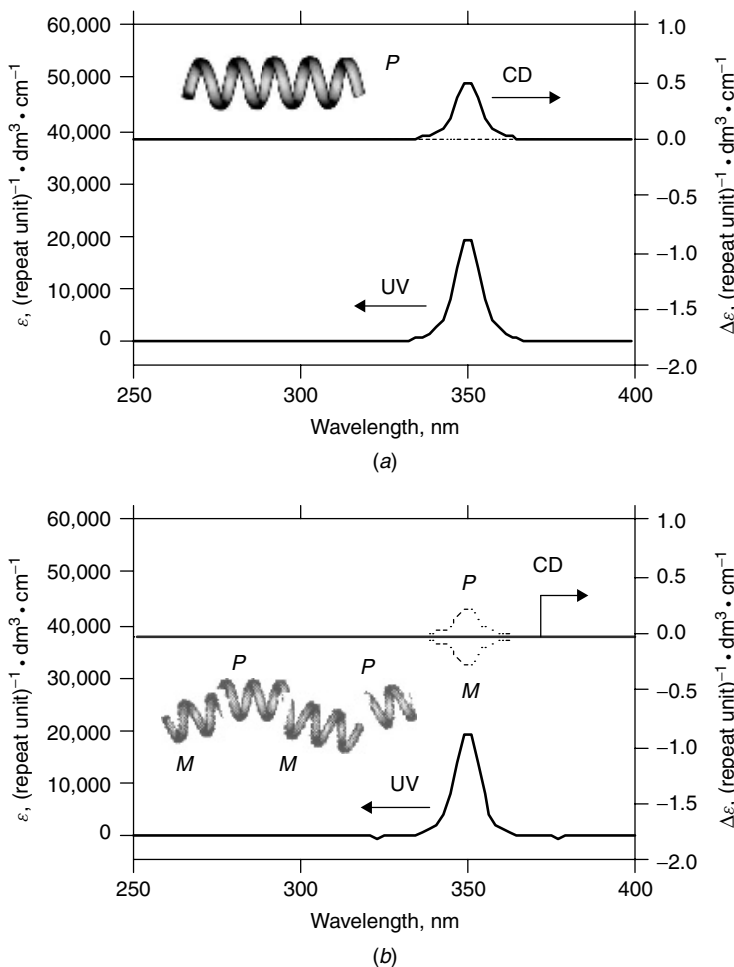 60,000
50,000
40,000
30,000
20,000
10,000
0
ε, (repeat unit)⁻¹ • dm³ • cm⁻¹
P
CD
UV
1.0
0.5
0.0
−0.5
−1.0
−1.5
−2.0
Δε, (repeat unit)⁻¹ • dm³ • cm⁻¹
250 300 350 400
Wavelength, nm
(a)
60,000
50,000
40,000
30,000
20,000
10,000
0
ε, (repeat unit)⁻¹ • dm³ • cm⁻¹
P
CD
M
P P
M M
UV
1.0
0.5
0.0
−0.5
−1.0
−1.5
−2.0
Δε, (repeat unit)⁻¹ • dm³ • cm⁻¹
250 300 350 400
Wavelength, nm
(b)